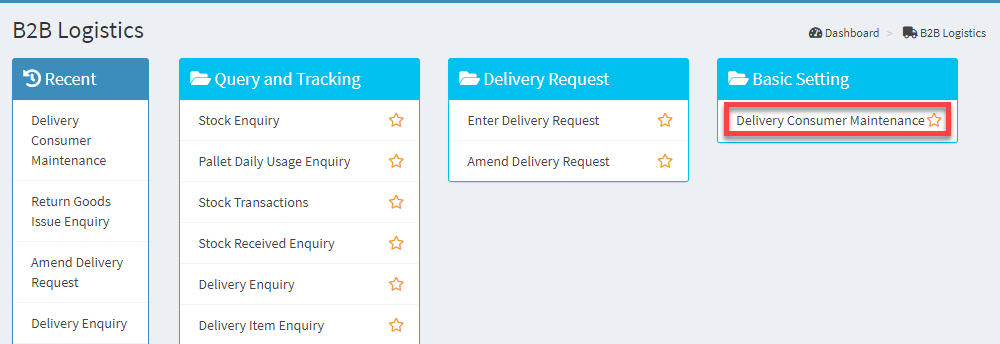 B2B Logistics
Dashboard > B2B Logistics
Recent
Delivery
Consumer
Maintenance
Return Goods
Issue Enquiry
Amend Delivery
Request
Delivery Enquiry
Query and Tracking
Stock Enquiry
Pallet Daily Usage Enquiry
Stock Transactions
Stock Received Enquiry
Delivery Enquiry
Delivery Item Enquiry
Delivery Request
Enter Delivery Request
Amend Delivery Request
Basic Setting
Delivery Consumer Maintenance